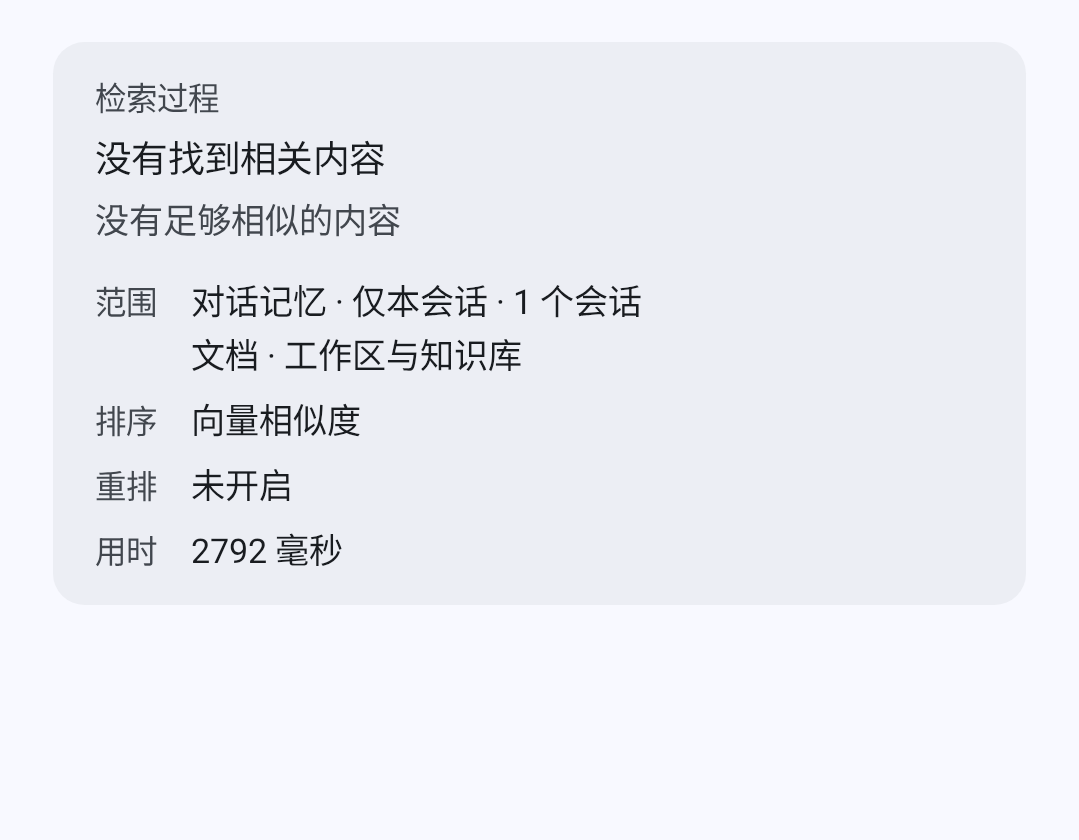 检索过程
没有找到相关内容
没有足够相似的内容
范围 对话记忆 · 仅本会话 · 1 个会话
文档 · 工作区与知识库
排序 向量相似度
重排 未开启
用时 2792 毫秒